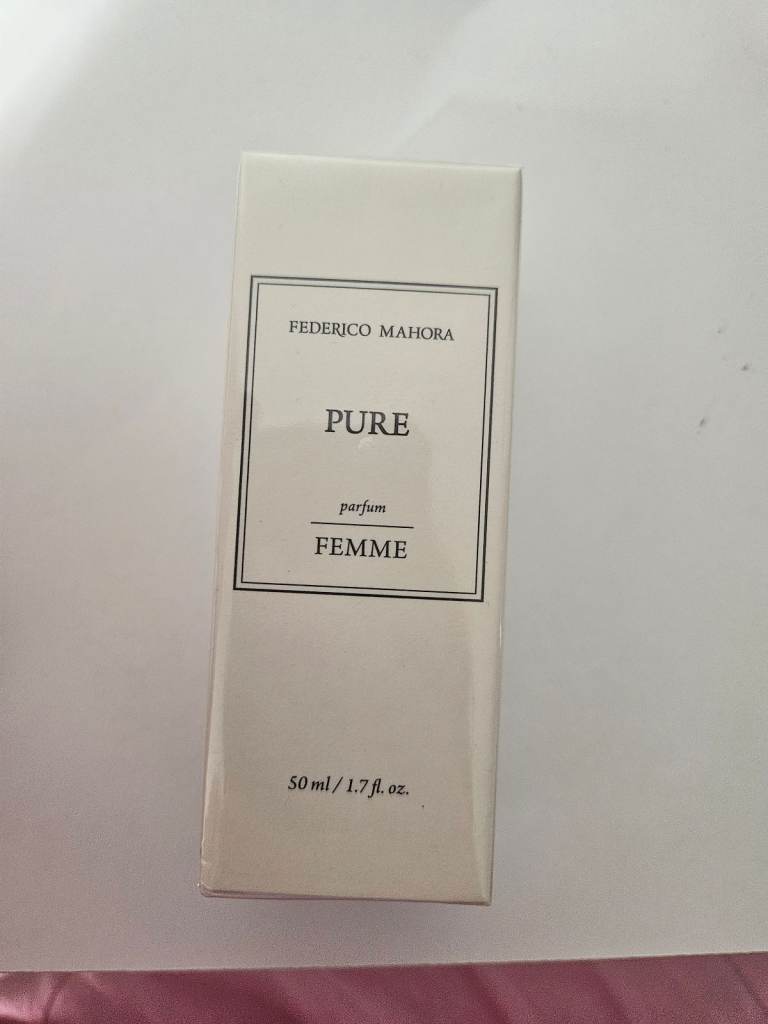 FEDERICO MAHORA
PURE
parfum
FEMME
50 ml / 1.7 fl. oz.